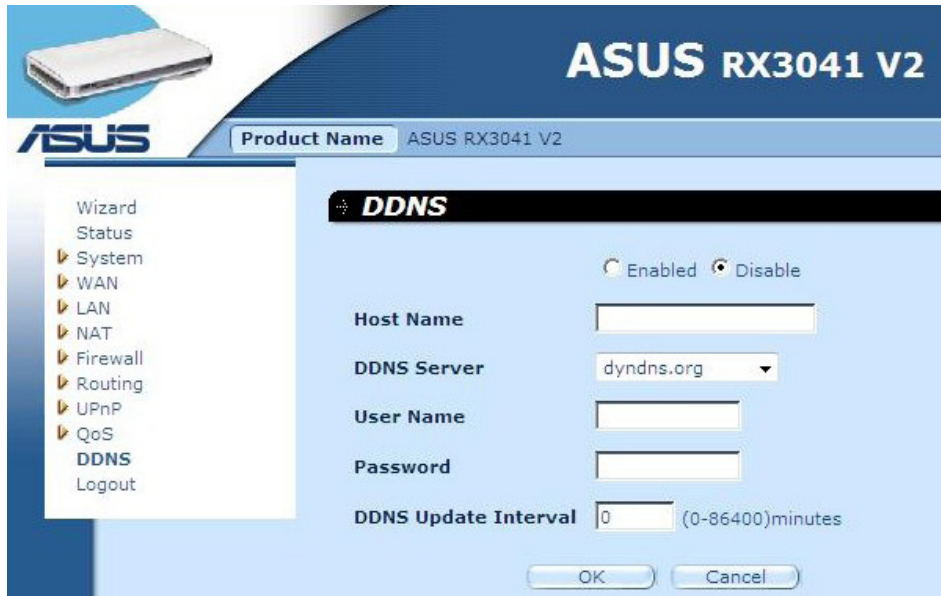 ASUS RX3041 V2
ASUS
Product Name ASUS RX3041 V2
Wizard
Status
System
WAN
LAN
NAT
Firewall
Routing
UPnP
QoS
DDNS
Logout
DDNS
Enabled Disable
Host Name
DDNS Server dyndns.org
User Name
Password
DDNS Update Interval 0 (0-86400)minutes
OK Cancel